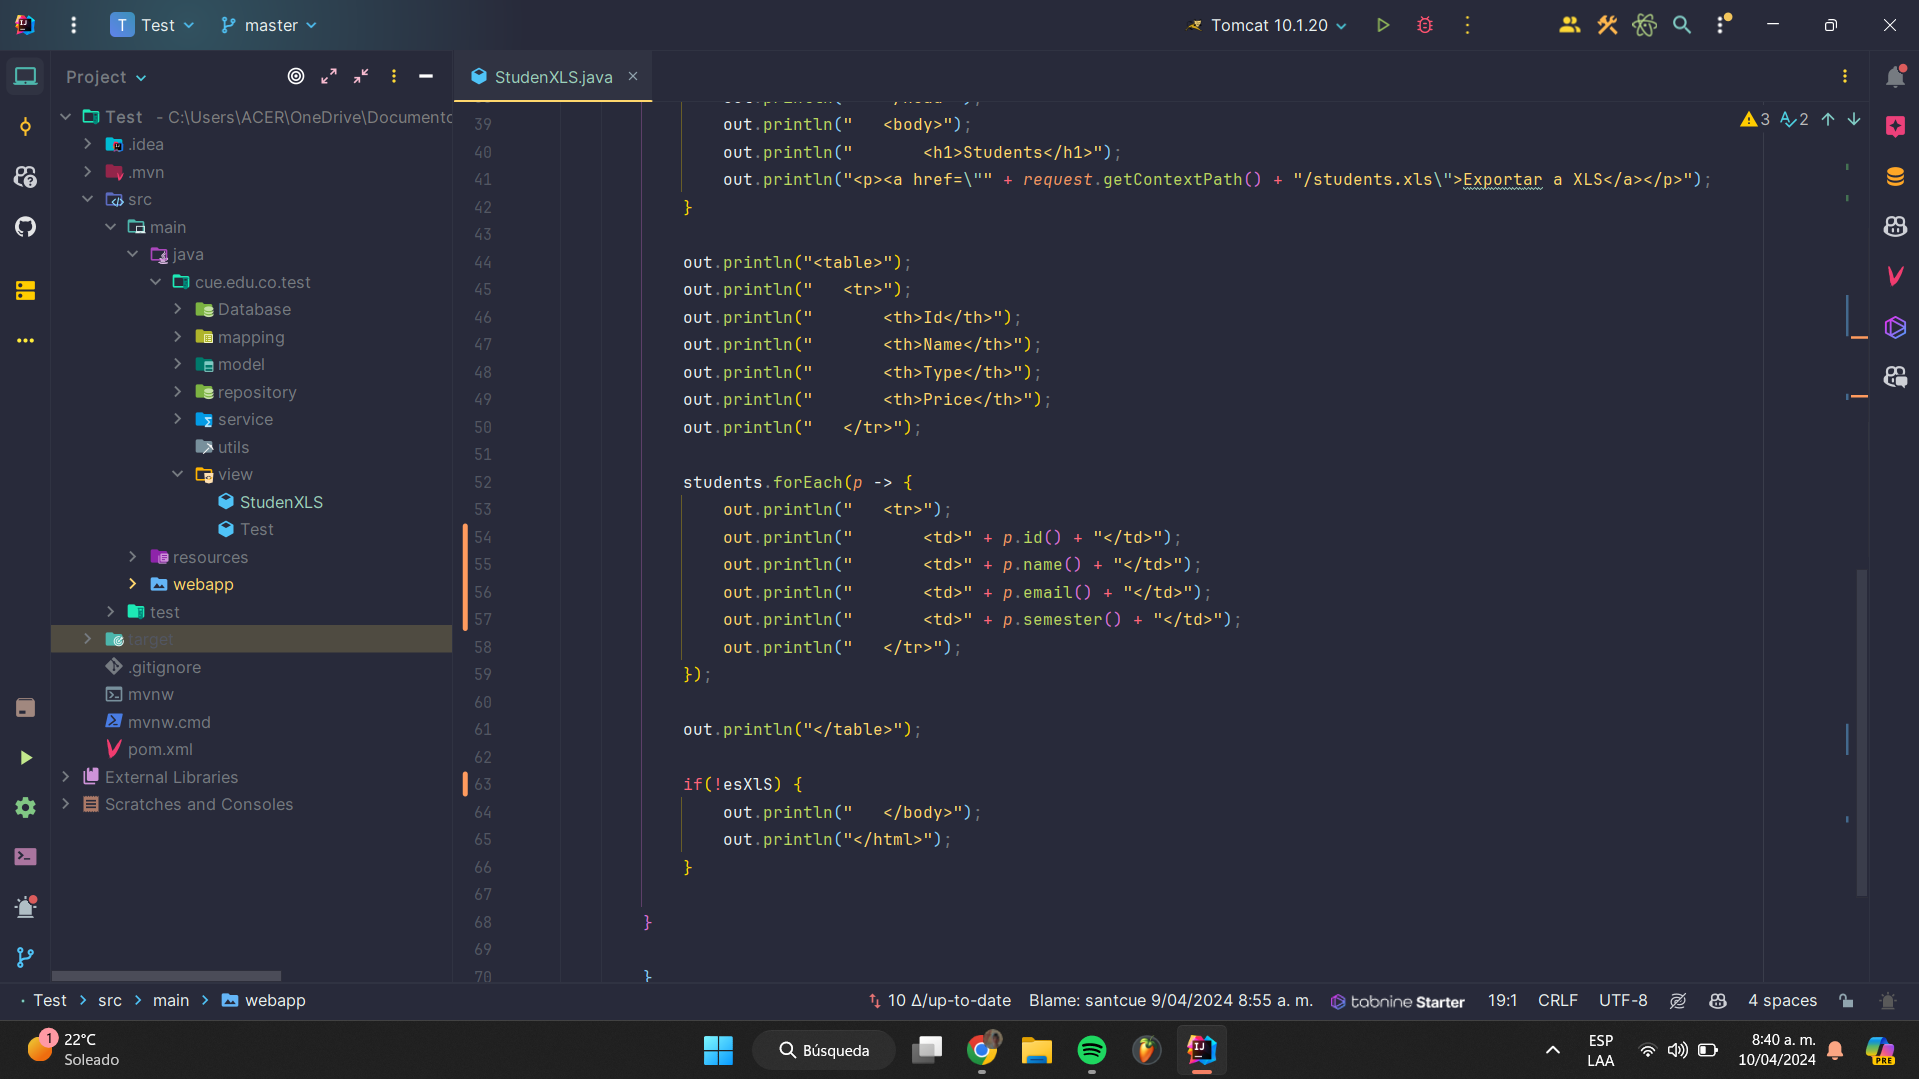 T Test master Tomcat 10.1.20
Project
StudenXLS.java
Test - C:\Users\ACER\OneDrive\Documento
.idea
.mvn
src
main
java
cue.edu.co.test
Database
mapping
model
repository
service
utils
view
StudenXLS
Test
resources
webapp
test
target
.gitignore
mvnw
mvnw.cmd
pom.xml
External Libraries
Scratches and Consoles
3 2
39 out.println("   <body>");
40 out.println("       <h1>Students</h1>");
41 out.println("<p><a href=\"" + request.getContextPath() + "/students.xls\">Exportar a XLS</a></p>");
42 }
43
44 out.println("<table>");
45 out.println("   <tr>");
46 out.println("       <th>Id</th>");
47 out.println("       <th>Name</th>");
48 out.println("       <th>Type</th>");
49 out.println("       <th>Price</th>");
50 out.println("   </tr>");
51
52 students.forEach(p -> {
53 out.println("   <tr>");
54 out.println("       <td>" + p.id() + "</td>");
55 out.println("       <td>" + p.name() + "</td>");
56 out.println("       <td>" + p.email() + "</td>");
57 out.println("       <td>" + p.semester() + "</td>");
58 out.println("   </tr>");
59 });
60
61 out.println("</table>");
62
63 if(!esXlS) {
64 out.println("   </body>");
65 out.println("</html>");
66 }
67
68 }
69
70 }
Test > src > main > webapp
10 Δ/up-to-date Blame: santcue 9/04/2024 8:55 a. m. tabnine Starter 19:1 CRLF UTF-8 4 spaces
1 22°C
Soleado
Búsqueda
ESP
LAA
8:40 a. m.
10/04/2024
PRE